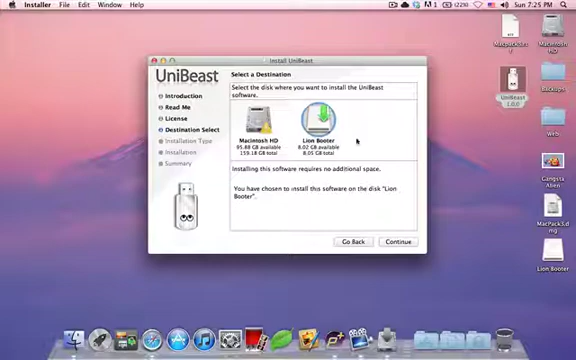 Installer File Edit Window Help
Sun 7:25 PM
Install UniBeast
UniBeast
Select a Destination
Select the disk where you want to install the UniBeast
software.
Introduction
Read Me
License
Destination Select
Installation Type
Installation
Summary
Macintosh HD
95.88 GB available
159.18 GB total
Lion Booter
8.02 GB available
8.05 GB total
Installing this software requires no additional space.
You have chosen to install this software on the disk "Lion
Booter".
Go Back
Continue
Macintosh
HD
UniBeast
1.0.0
Backups
Web
Gangsta
Alien
MacPack3.d
mg
Lion Booter